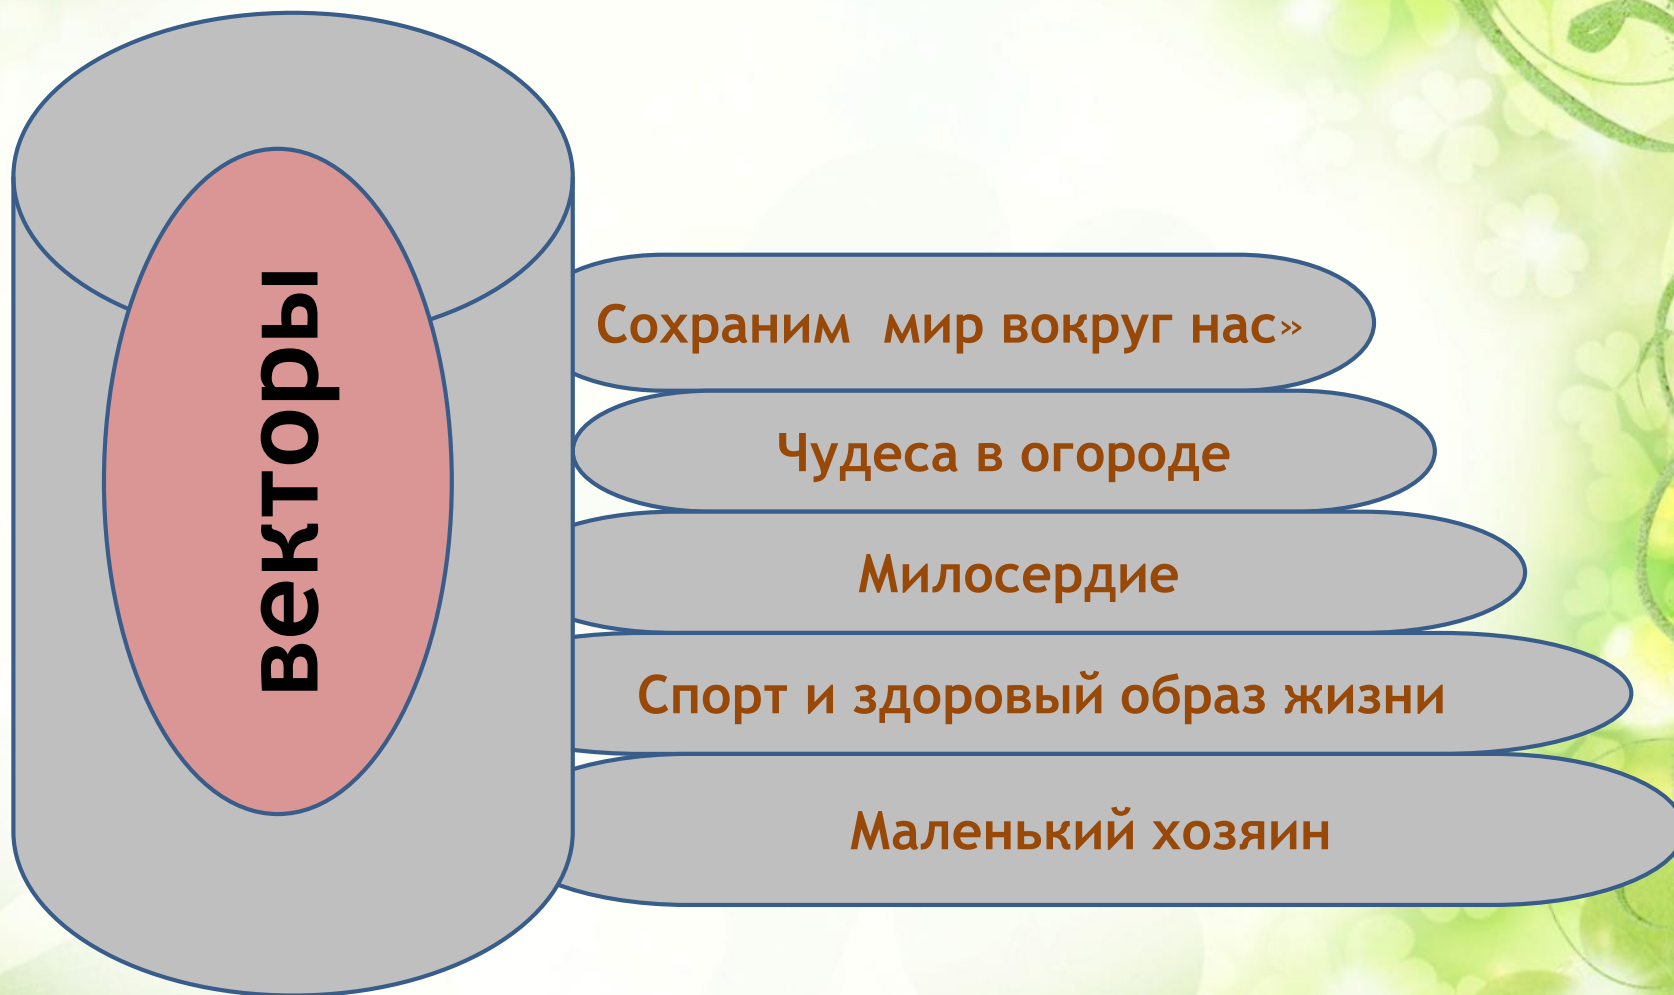 векторы
Сохраним мир вокруг нас»
Чудеса в огороде
Милосердие
Спорт и здоровый образ жизни
Маленький хозяин